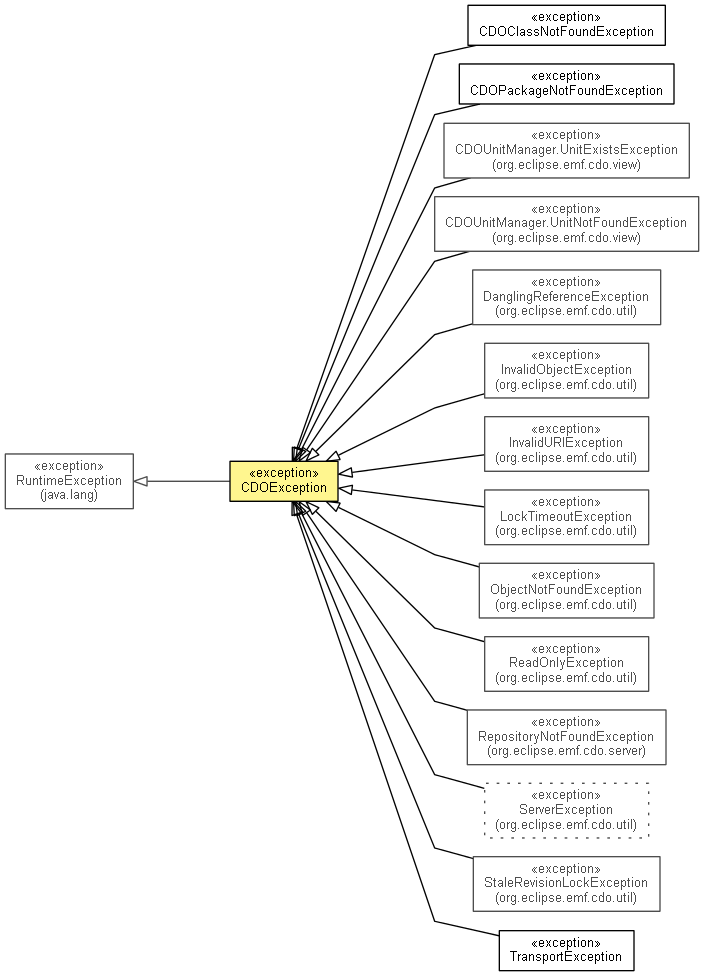 «exception»
CDOClassNotFoundException
«exception»
CDOPackageNotFoundException
«exception»
CDOUnitManager.UnitExistsException
(org.eclipse.emf.cdo.view)
«exception»
CDOUnitManager.UnitNotFoundException
(org.eclipse.emf.cdo.view)
«exception»
DanglingReferenceException
(org.eclipse.emf.cdo.util)
«exception»
InvalidObjectException
(org.eclipse.emf.cdo.util)
«exception»
InvalidURIException
(org.eclipse.emf.cdo.util)
«exception»
RuntimeException
(java.lang)
«exception»
CDOException
«exception»
LockTimeoutException
(org.eclipse.emf.cdo.util)
«exception»
ObjectNotFoundException
(org.eclipse.emf.cdo.util)
«exception»
ReadOnlyException
(org.eclipse.emf.cdo.util)
«exception»
RepositoryNotFoundException
(org.eclipse.emf.cdo.server)
«exception»
ServerException
(org.eclipse.emf.cdo.util)
«exception»
StaleRevisionLockException
(org.eclipse.emf.cdo.util)
«exception»
TransportException